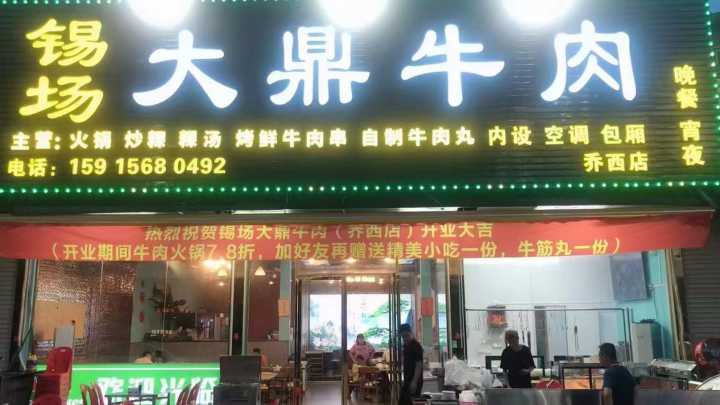 锡场
大鼎牛肉
晚餐 宵夜
主营: 火锅 炒粿 粿汤 烤鲜牛肉串 自制牛肉丸 内设 空调 包厢
电话: 159 1568 0492
乔西店
热烈祝贺锡场大鼎牛肉（乔西店）开业大吉
（开业期间牛肉火锅7.8折，加好友再赠送精美小吃一份，牛筋丸一份）
欢迎光临